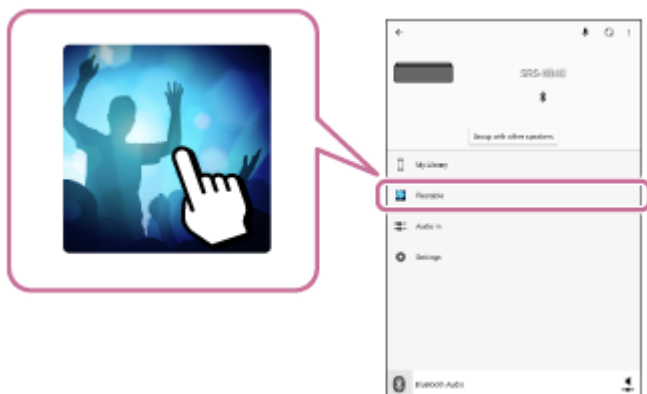 SRS-XB40
Group with other speakers
My Library
Fiestable
Audio in
Settings
Bluetooth Audio